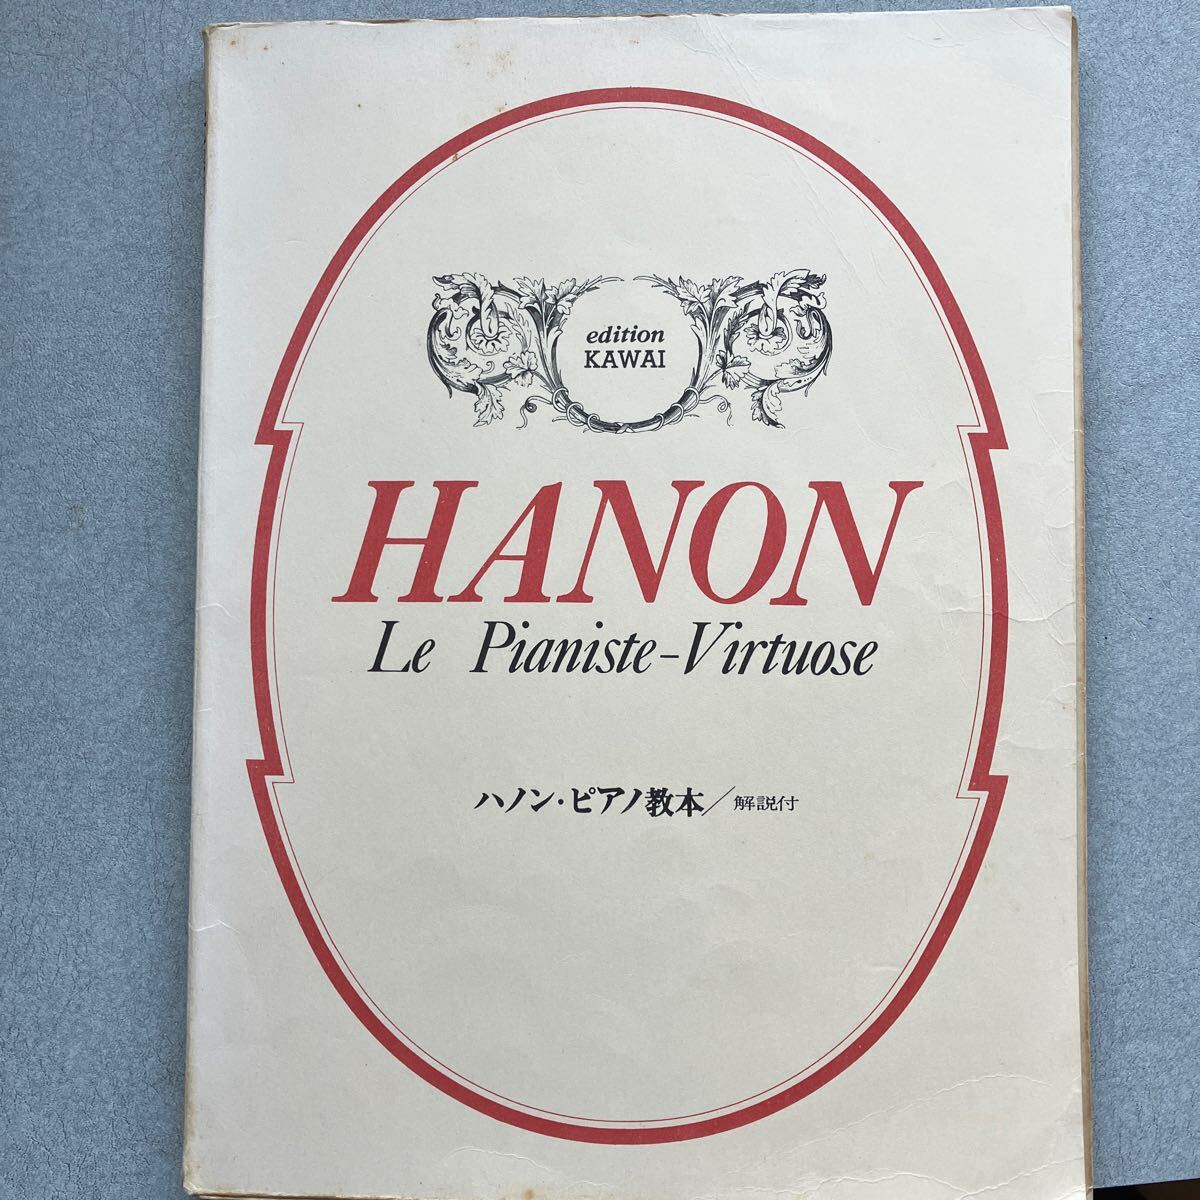 edition
KAWAI
HANON
Le Pianiste-Virtuose
ハノン・ピアノ教本／解説付